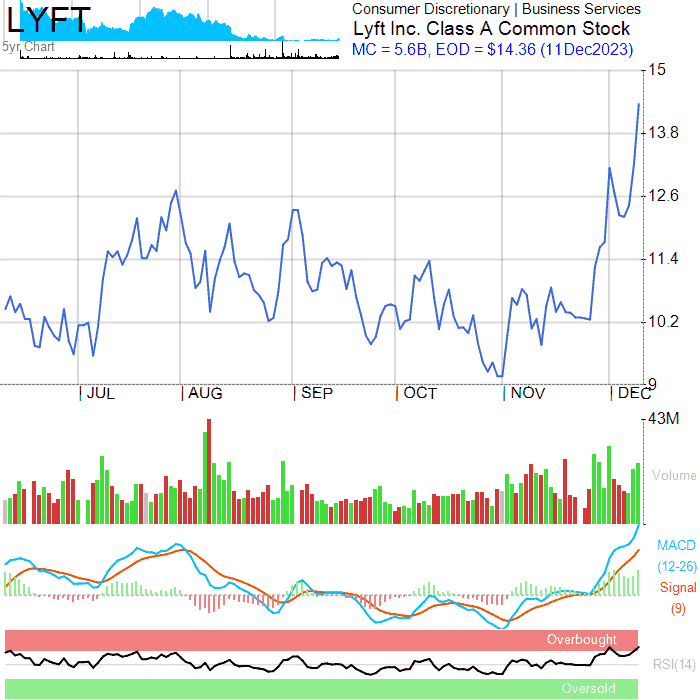 LYFT
5yr Chart
Consumer Discretionary | Business Services
Lyft Inc. Class A Common Stock
MC = 5.6B, EOD = $14.36 (11Dec2023)
15
13.8
12.6
11.4
10.2
9
JUL
AUG
SEP
OCT
NOV
DEC
43M
Volume
MACD
(12-26)
Signal
(9)
Overbought
RSI(14)
Oversold